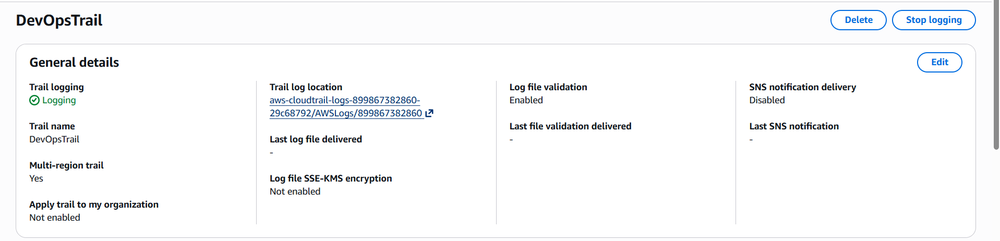 DevOpsTrail
Delete
Stop logging
General details
Edit
Trail logging
Logging
Trail name
DevOpsTrail
Multi-region trail
Yes
Apply trail to my organization
Not enabled
Trail log location
aws-cloudtrail-logs-899867382860-
29c68792/AWSLogs/899867382860
Last log file delivered
-
Log file SSE-KMS encryption
Not enabled
Log file validation
Enabled
Last file validation delivered
-
SNS notification delivery
Disabled
Last SNS notification
-